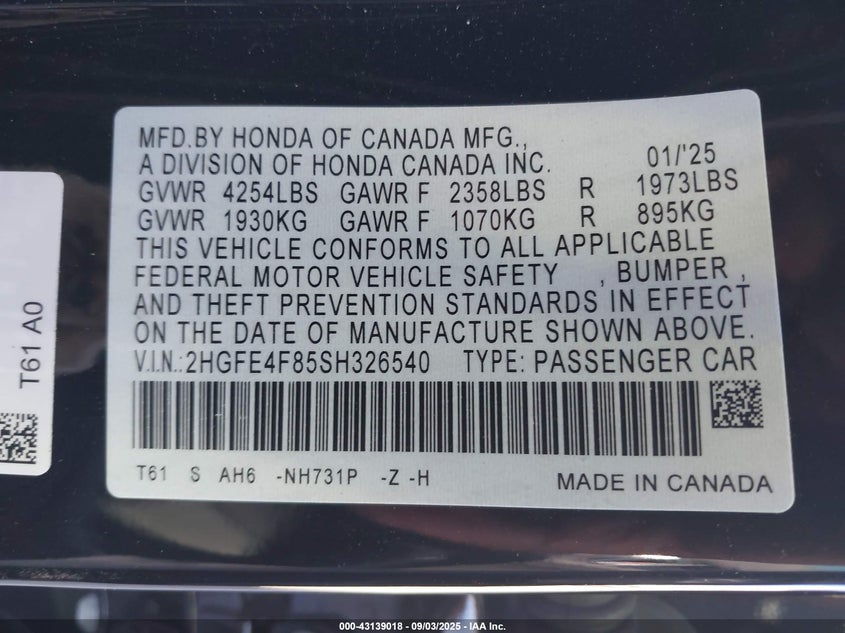 MFD.BY HONDA OF CANADA MFG.,
A DIVISION OF HONDA CANADA INC. 01/'25
GVWR 4254LBS GAWR F 2358LBS R 1973LBS
GVWR 1930KG GAWR F 1070KG R 895KG
THIS VEHICLE CONFORMS TO ALL APPLICABLE
FEDERAL MOTOR VEHICLE SAFETY , BUMPER ,
AND THEFT PREVENTION STANDARDS IN EFFECT
ON THE DATE OF MANUFACTURE SHOWN ABOVE.
V.I.N.:2HGFE4F85SH326540 TYPE: PASSENGER CAR
T61 S AH6 -NH731P -Z -H
MADE IN CANADA
T61 A0
000-43139018 - 09/03/2025 - IAA Inc.